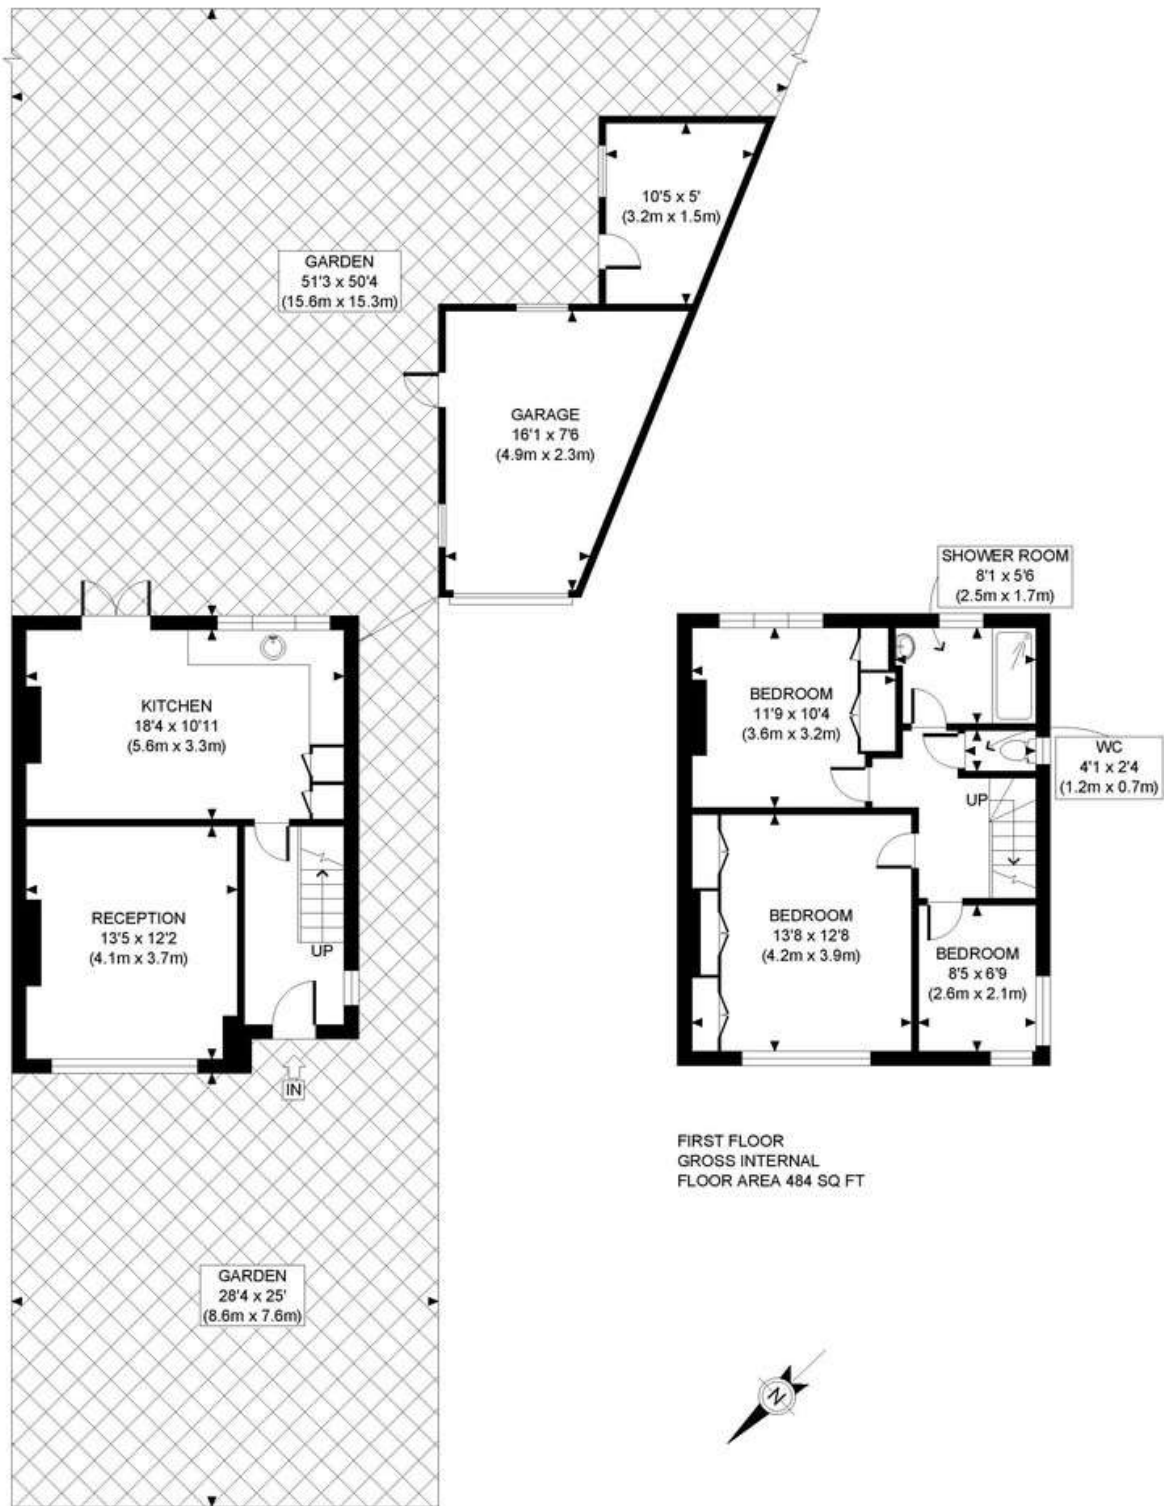 10'5 x 5'
(3.2m x 1.5m)
GARDEN
51'3 x 50'4
(15.6m x 15.3m)
GARAGE
16'1 x 7'6
(4.9m x 2.3m)
KITCHEN
18'4 x 10'11
(5.6m x 3.3m)
RECEPTION
13'5 x 12'2
(4.1m x 3.7m)
UP
IN
GARDEN
28'4 x 25'
(8.6m x 7.6m)
SHOWER ROOM
8'1 x 5'6
(2.5m x 1.7m)
BEDROOM
11'9 x 10'4
(3.6m x 3.2m)
WC
4'1 x 2'4
(1.2m x 0.7m)
UP
BEDROOM
13'8 x 12'8
(4.2m x 3.9m)
BEDROOM
8'5 x 6'9
(2.6m x 2.1m)
FIRST FLOOR
GROSS INTERNAL
FLOOR AREA 484 SQ FT
N